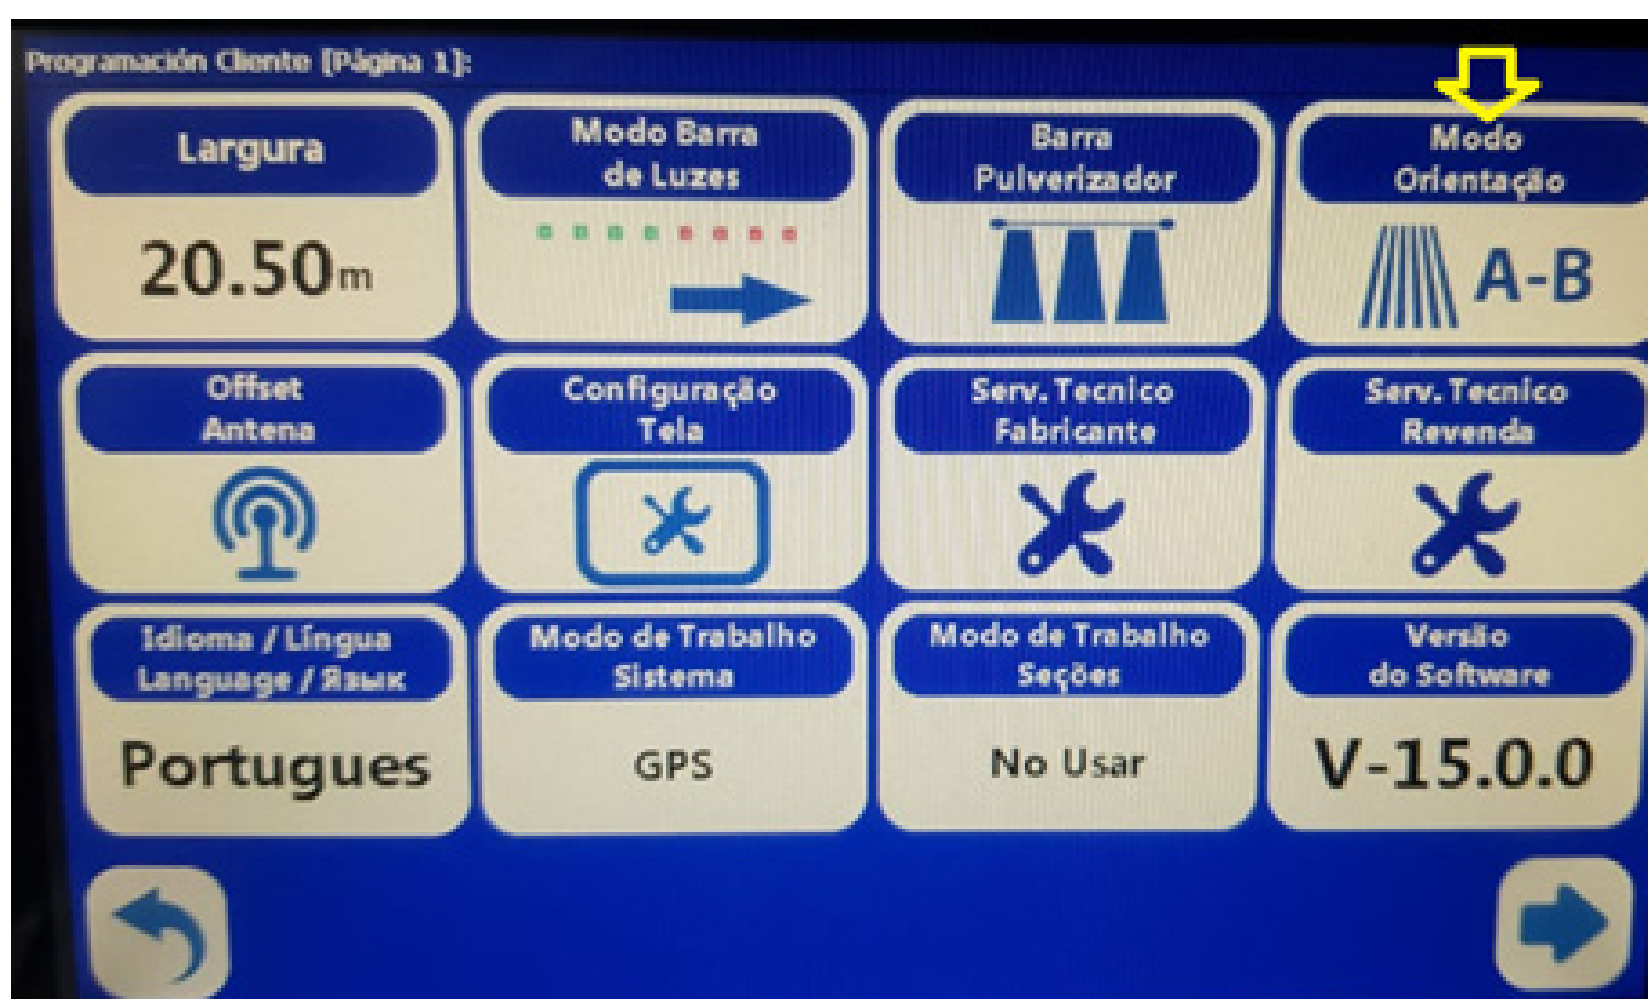 Programación Cliente [Página 1]:
Largura
20.50m
Modo Barra
de Luzes
Barra
Pulverizador
Modo
Orientação
A-B
Offset
Antena
Configuração
Tela
Serv. Tecnico
Fabricante
Serv. Tecnico
Revenda
Idioma / Língua
Language / Язык
Portugues
Modo de Trabalho
Sistema
GPS
Modo de Trabalho
Seções
No Usar
Versão
do Software
V-15.0.0